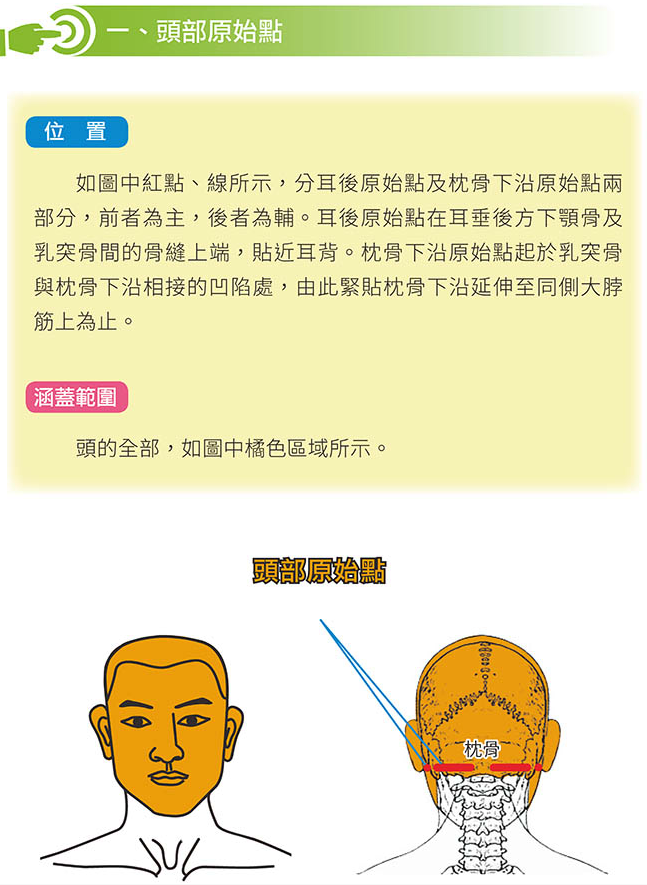 一、頭部原始點
位置
如圖中紅點、線所示，分耳後原始點及枕骨下沿原始點兩
部分，前者為主，後者為輔。耳後原始點在耳垂後方下顎骨及
乳突骨間的骨縫上端，貼近耳背。枕骨下沿原始點起於乳突骨
與枕骨下沿相接的凹陷處，由此緊貼枕骨下沿延伸至同側大脖
筋上為止。
涵蓋範圍
頭的全部，如圖中橘色區域所示。
頭部原始點
枕骨